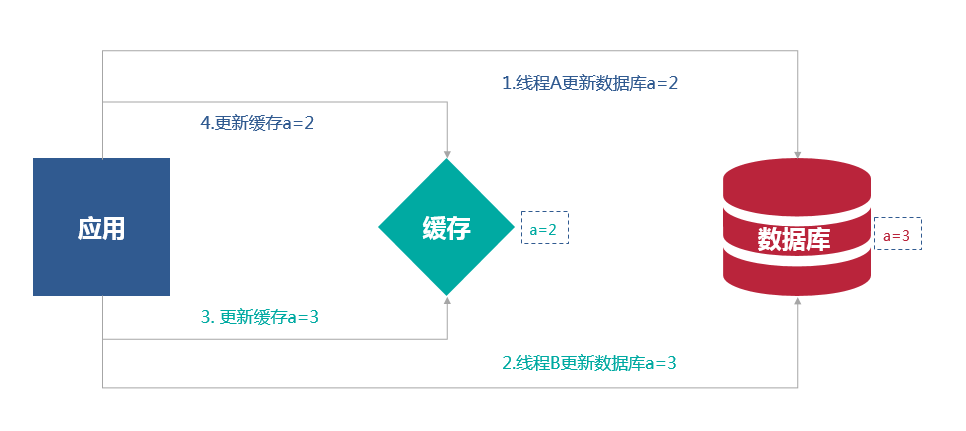 1.线程A更新数据库a=2
4.更新缓存a=2
应用
缓存
a=2
数据库
a=3
3. 更新缓存a=3
2.线程B更新数据库a=3